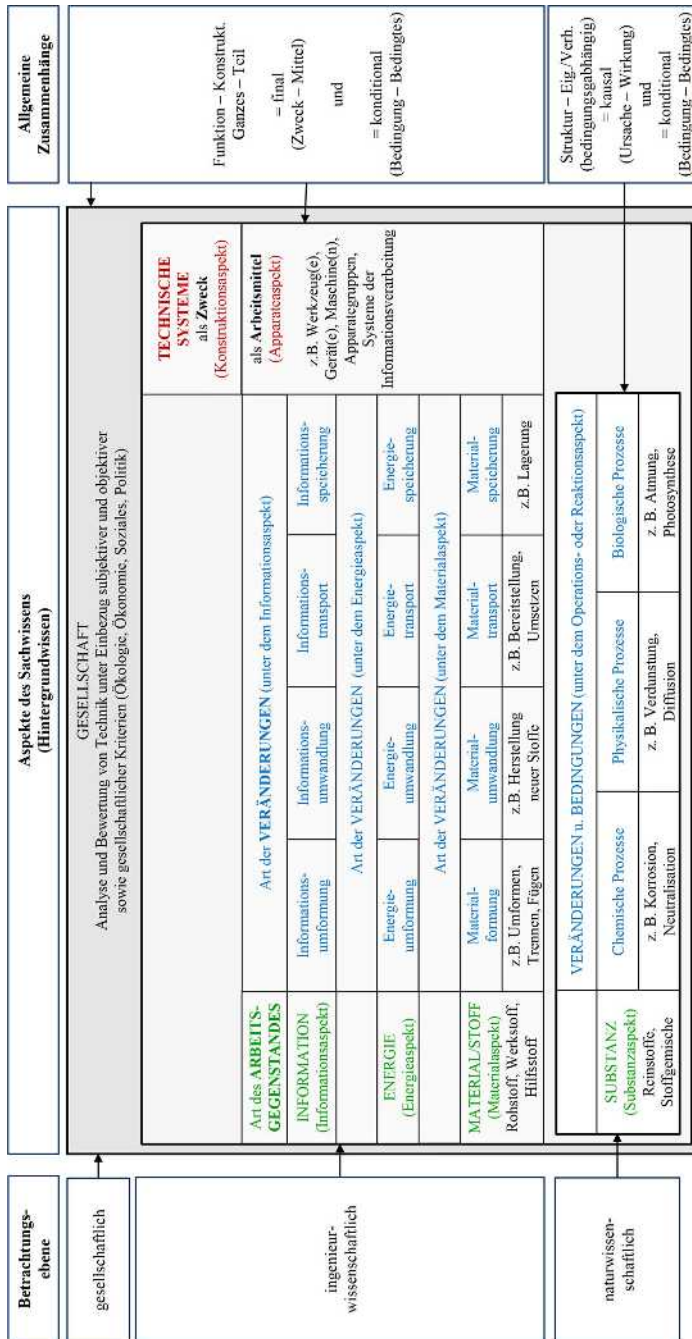 Betrachtungs-
ebene
Aspekte des Sachwissens
(Hintergrundwissen)
Allgemeine
Zusammenhänge
gesellschaftlich
GESELLSCHAFT
Analyse und Bewertung von Technik unter Einbezug subjektiver und objektiver
sowie gesellschaftlicher Kriterien (Ökologie, Ökonomie, Soziales, Politik)
ingenieur-
wissenschaftlich
TECHNISCHE
SYSTEME
als Zweck
(Konstruktionsaspekt)
Art des ARBEITS-
GEGENSTANDES
Art der VERÄNDERUNGEN (unter dem Informationsaspekt)
als Arbeitsmittel
(Apparateaspekt)
z.B. Werkzeug(e),
Gerät(e), Maschine(n),
Apparategruppen,
Systeme der
Informationsverarbeitung
INFORMATION
(Informationsaspekt)
Informations-
umformung
Informations-
umwandlung
Informations-
transport
Informations-
speicherung
Art der VERÄNDERUNGEN (unter dem Energieaspekt)
ENERGIE
(Energieaspekt)
Energie-
umformung
Energie-
umwandlung
Energie-
transport
Energie-
speicherung
Art der VERÄNDERUNGEN (unter dem Materialaspekt)
MATERIAL/STOFF
(Materialaspekt)
Rohstoff, Werkstoff,
Hilfsstoff
Material-
formung
Material-
umwandlung
Material-
transport
Material-
speicherung
z.B. Umformen,
Trennen, Fügen
z.B. Herstellung
neuer Stoffe
z.B. Bereitstellung,
Umsetzen
z.B. Lagerung
Funktion – Konstrukt.
Ganzes – Teil
= final
(Zweck – Mittel)
und
= konditional
(Bedingung – Bedingtes)
naturwissen-
schaftlich
VERÄNDERUNGEN u. BEDINGUNGEN (unter dem Operations- oder Reaktionsaspekt)
SUBSTANZ
(Substanzaspekt)
Reinstoffe,
Stoffgemische
Chemische Prozesse
Physikalische Prozesse
Biologische Prozesse
z. B. Korrosion,
Neutralisation
z. B. Verdunstung,
Diffusion
z. B. Atmung,
Photosynthese
Struktur – Eig./Verh.
(bedingungsgabhängig)
= kausal
(Ursache – Wirkung)
und
= konditional
(Bedingung – Bedingtes)